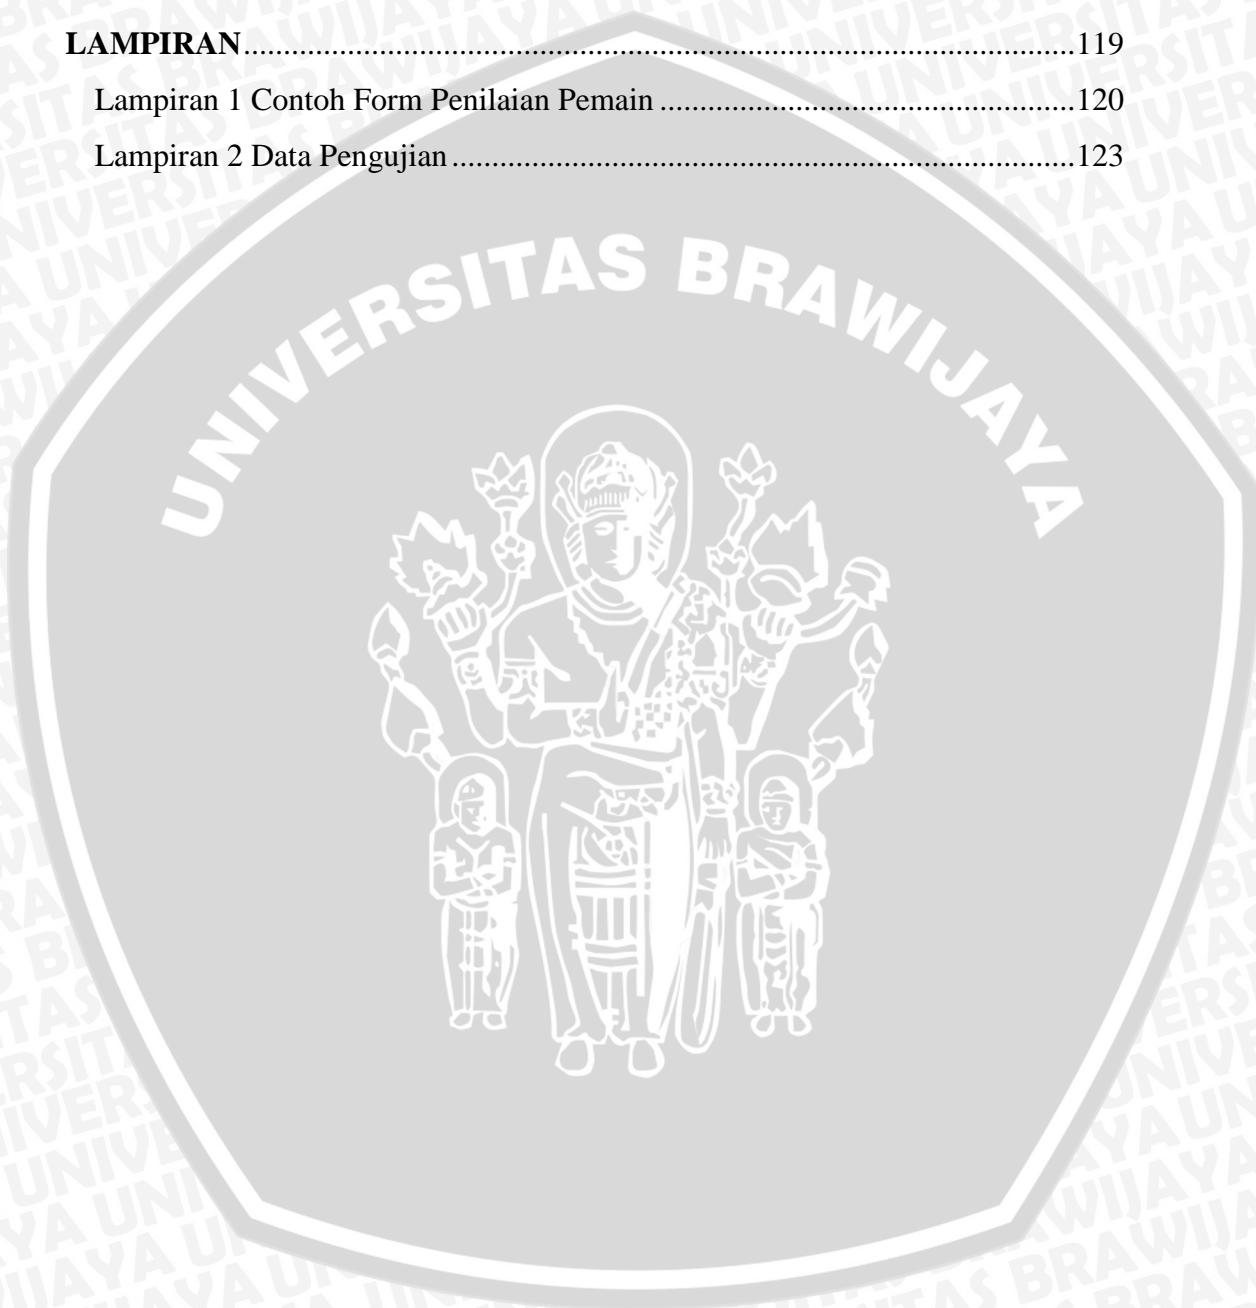 LAMPIRAN........................................................................................................119
Lampiran 1 Contoh Form Penilaian Pemain....................................................120
Lampiran 2 Data Pengujian..............................................................................123
UNIVERSITAS BRAWIJAYA